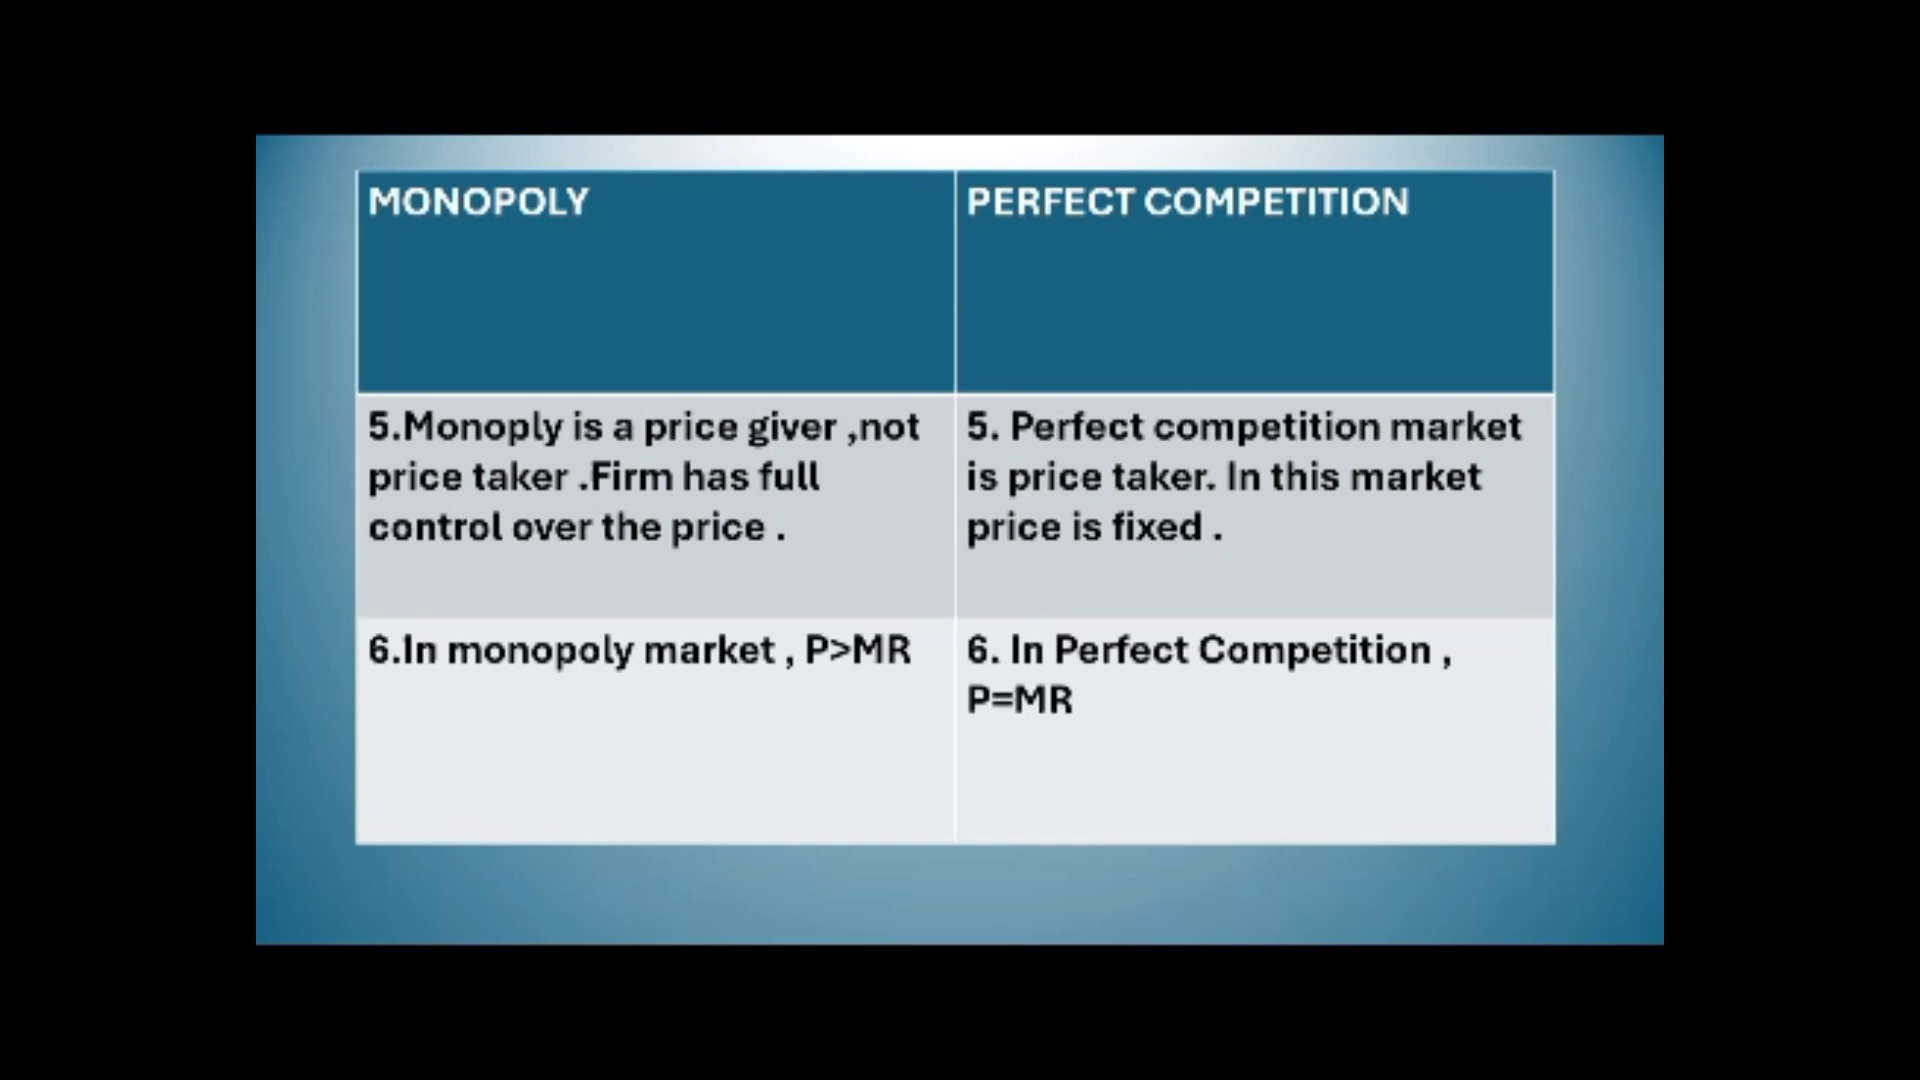 MONOPOLY
PERFECT COMPETITION
5.Monoply is a price giver ,not
price taker .Firm has full
control over the price .
5. Perfect competition market
is price taker. In this market
price is fixed .
6.In monopoly market , P>MR
6. In Perfect Competition ,
P=MR